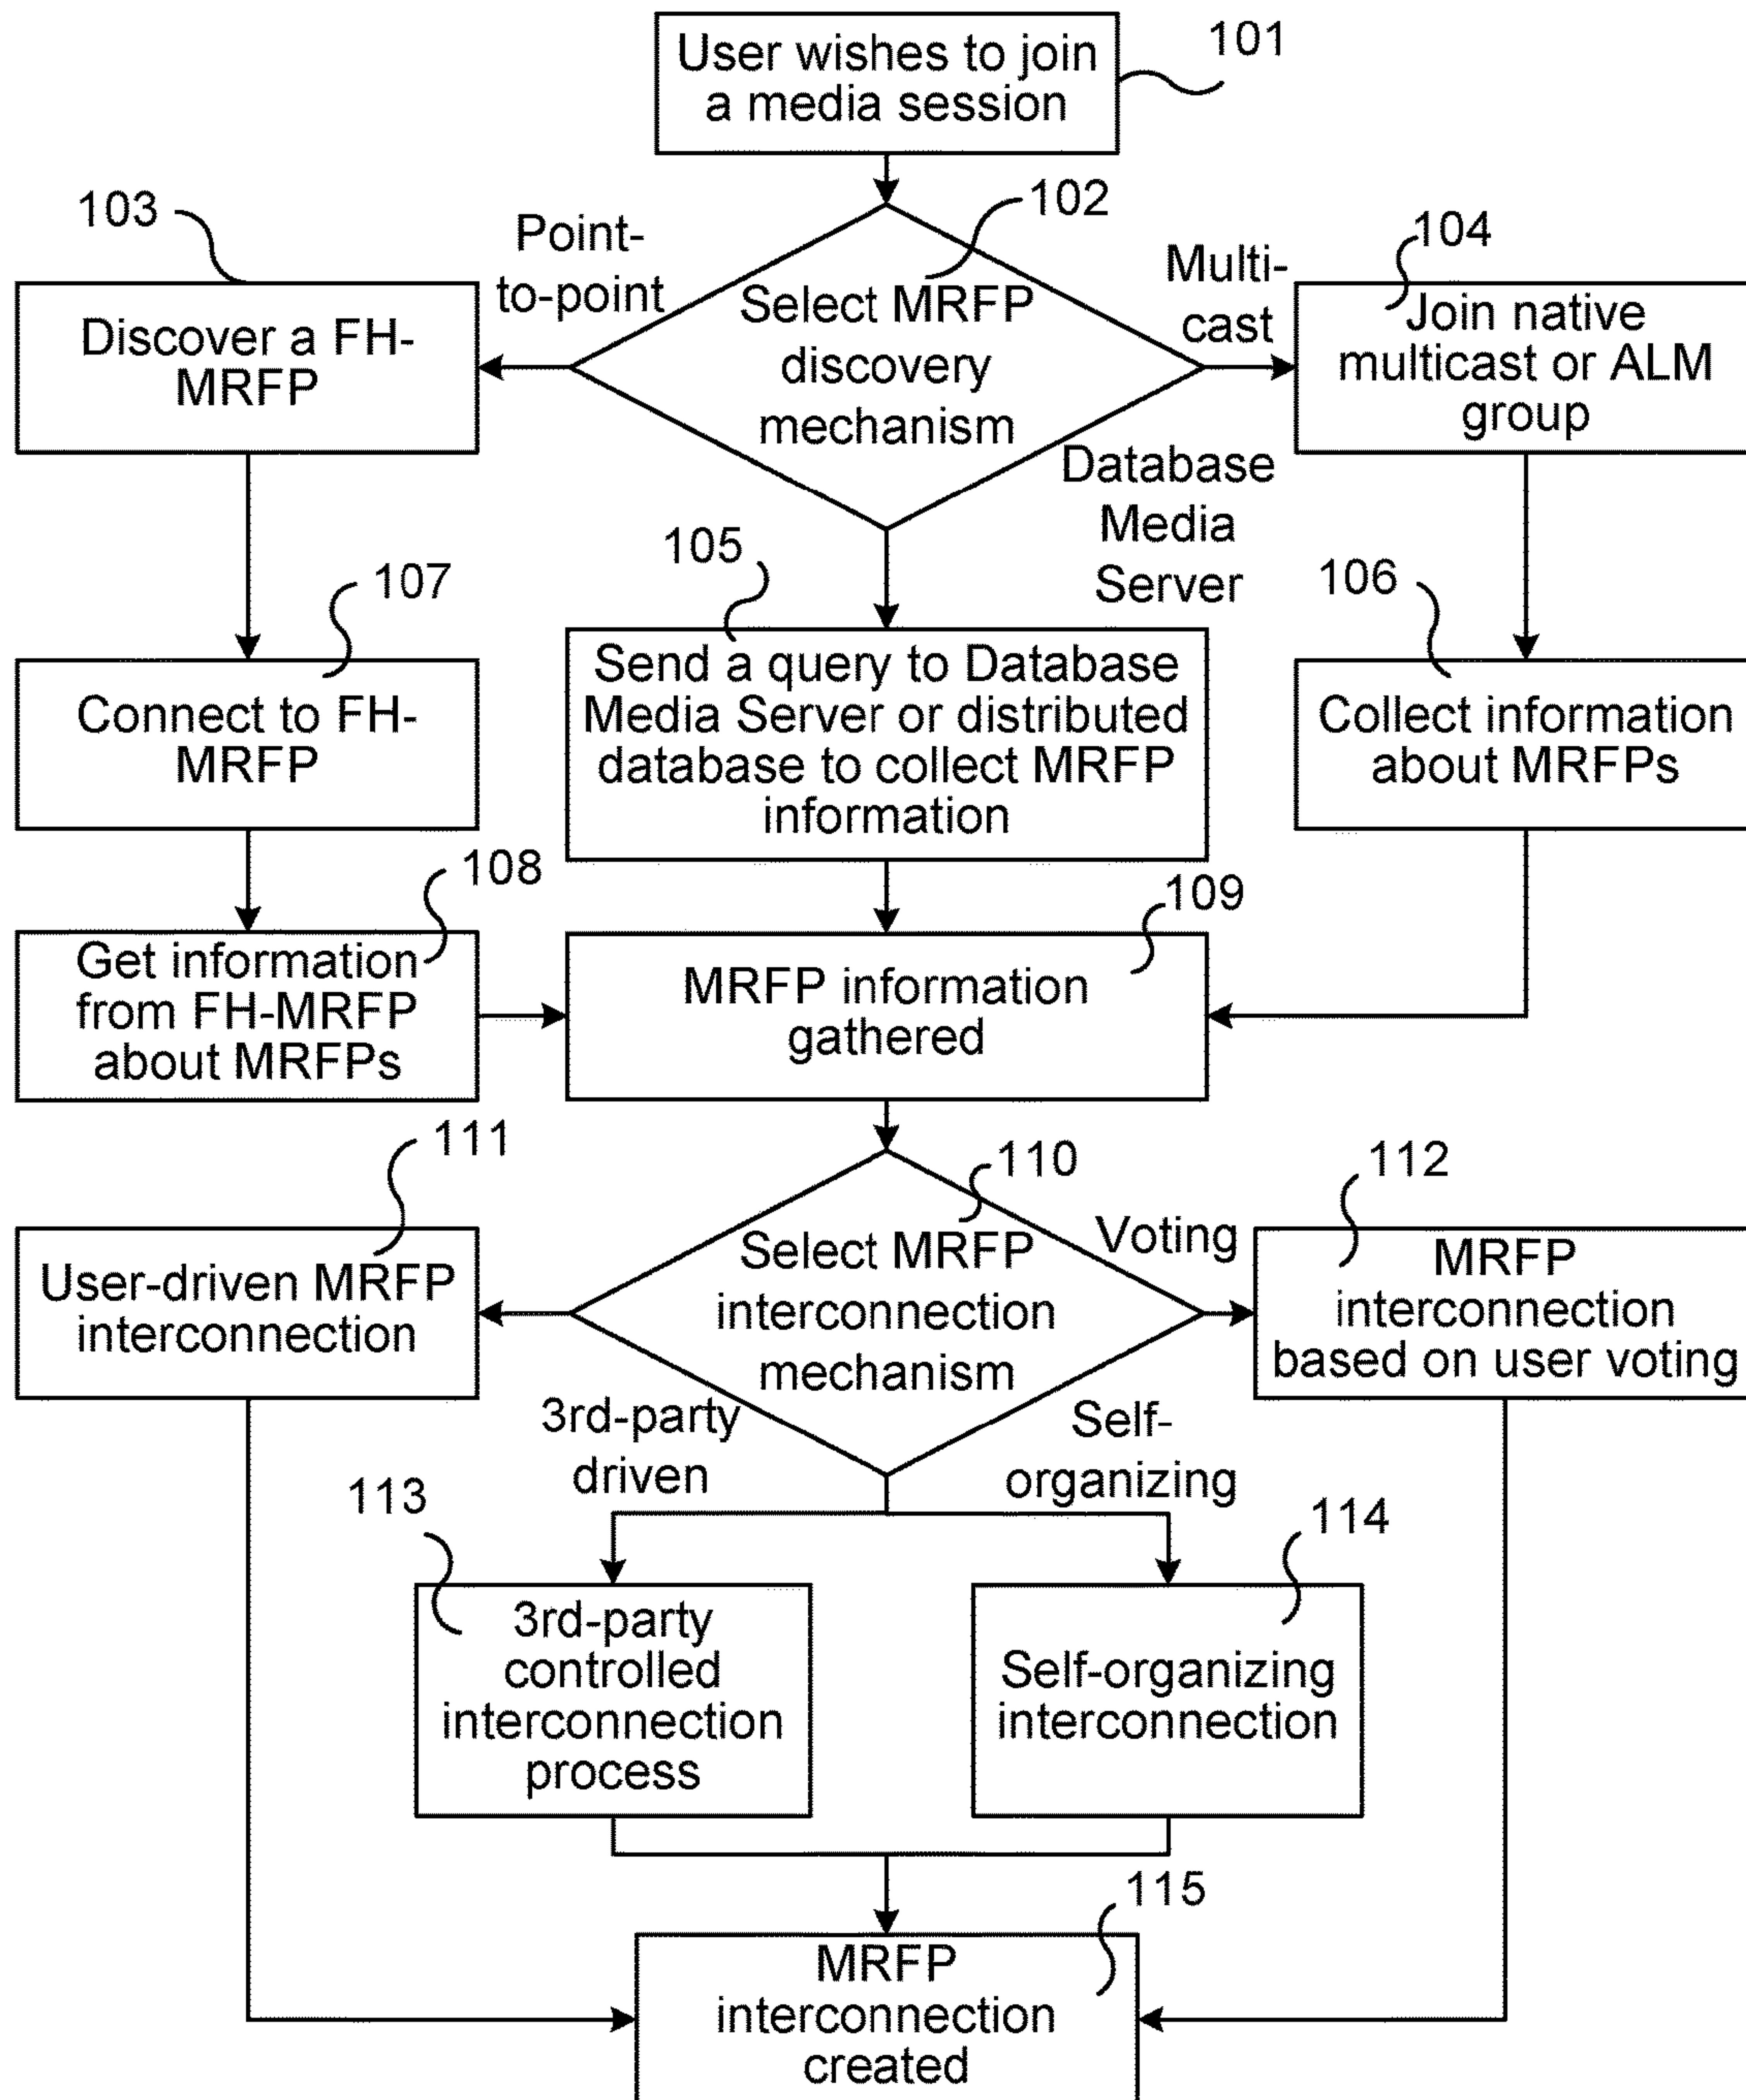 User wishes to join
a media session
101
102
103
Point-
to-point
Multi-
cast
104
Discover a FH-
MRFP
Select MRFP
discovery
mechanism
Join native
multicast or ALM
group
Database
Media
Server
105
106
107
Connect to FH-
MRFP
Send a query to Database
Media Server or distributed
database to collect MRFP
information
Collect information
about MRFPs
108
109
Get information
from FH-MRFP
about MRFPs
MRFP information
gathered
111
110
112
User-driven MRFP
interconnection
Select MRFP
interconnection
mechanism
Voting
MRFP
interconnection
based on user voting
3rd-party
driven
Self-
organizing
113
114
3rd-party
controlled
interconnection
process
Self-organizing
interconnection
115
MRFP
interconnection
created